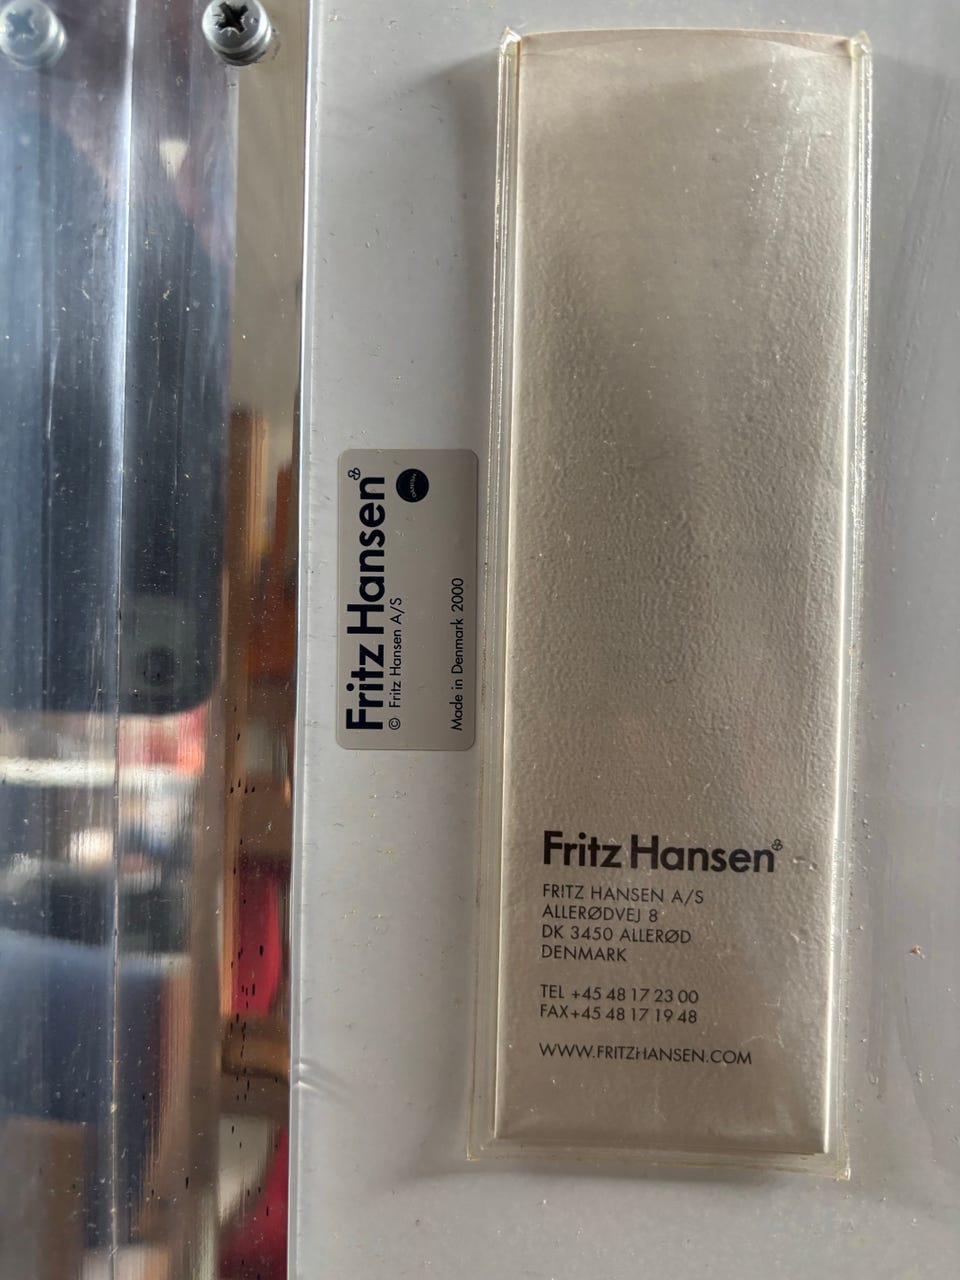 Fritz Hansen
© Fritz Hansen A/S
Made in Denmark 2000
Fritz Hansen
FRITZ HANSEN A/S
ALLERØDVEJ 8
DK 3450 ALLERØD
DENMARK
TEL +45 48 17 23 00
FAX +45 48 17 19 48
WWW.FRITZHANSEN.COM